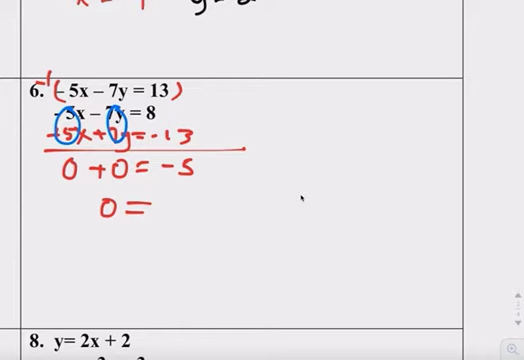 6. -1( - 5x – 7y = 13 )
- 5x – 7y = 8
- 5x + 7y = -13
0 + 0 = -5
0 =
8. y= 2x + 2